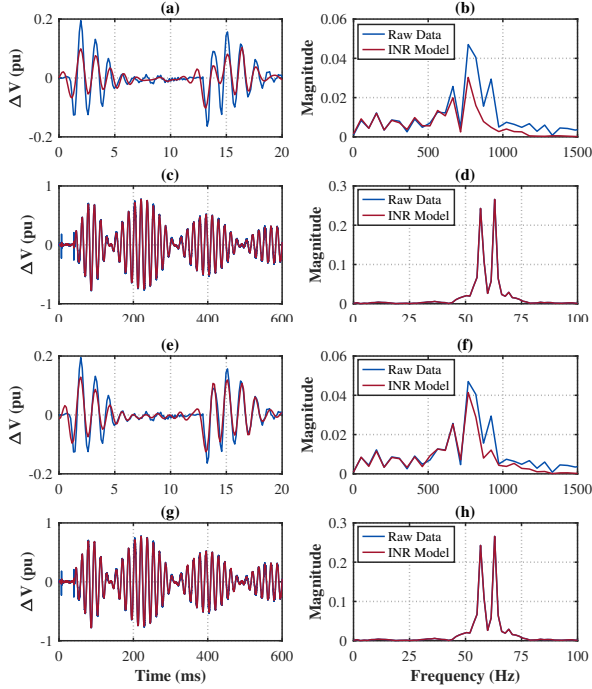 (a) (b)
0.2 0.06
Raw Data
INR Model
0.04
ΔV (pu) 0 Magnitude
0.02
-0.2 0
0 5 10 15 20 0 500 1000 1500
(c) (d)
1 0.3
Raw Data
INR Model
0.2
ΔV (pu) 0 Magnitude
0.1
-1 0
0 200 400 600 0 25 50 75 100
(e) (f)
0.2 0.06
Raw Data
INR Model
0.04
ΔV (pu) 0 Magnitude
0.02
-0.2 0
0 5 10 15 20 0 500 1000 1500
(g) (h)
1 0.3
Raw Data
INR Model
0.2
ΔV (pu) 0 Magnitude
0.1
-1 0
0 200 400 600 0 25 50 75 100
Time (ms) Frequency (Hz)